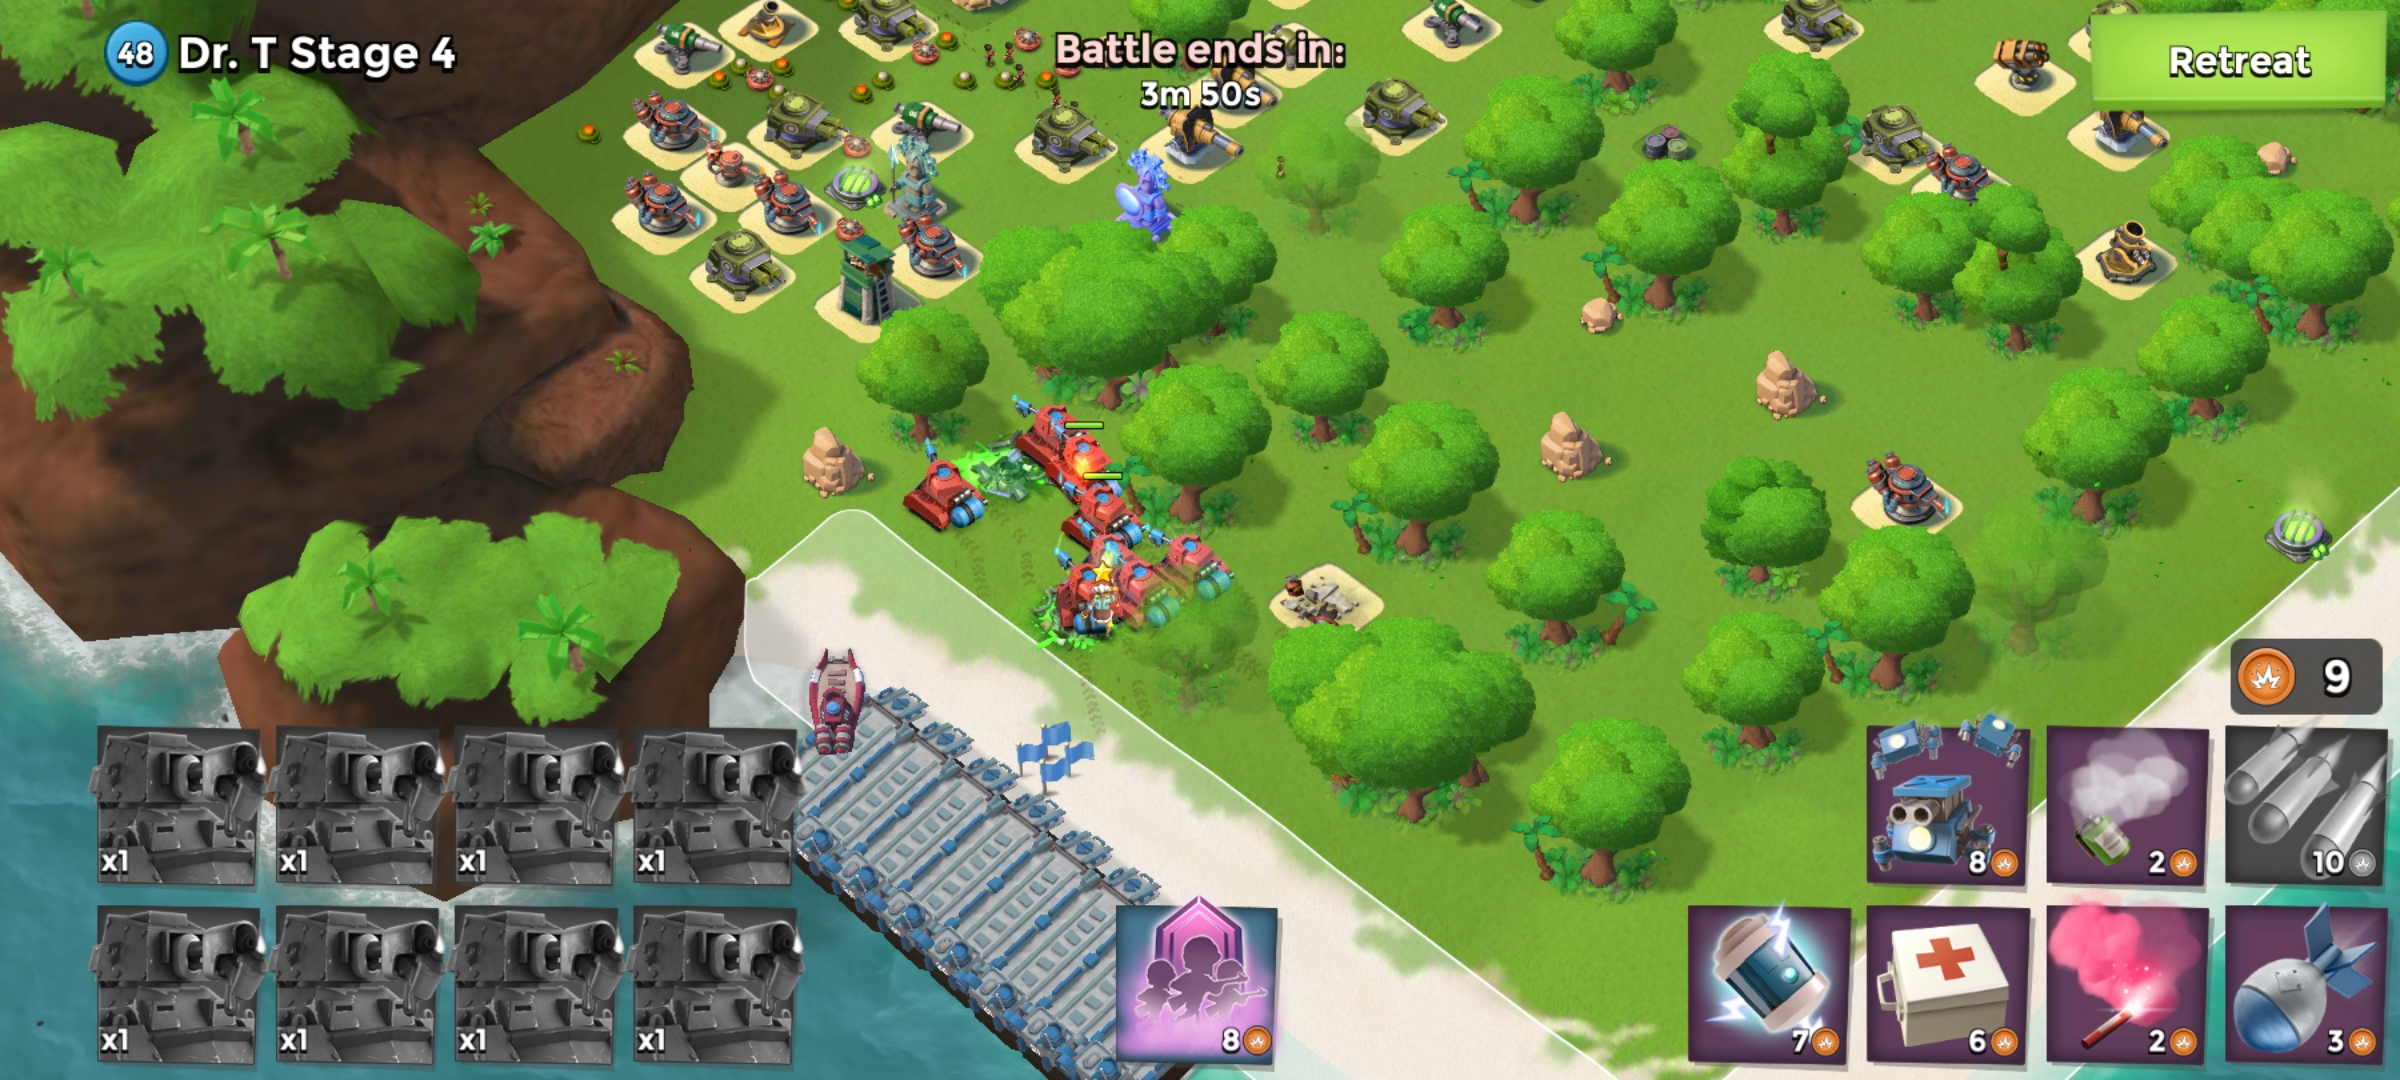 48 Dr. T Stage 4
Battle ends in:
3m 50s
Retreat
9
x1 x1 x1 x1
8 2 10
x1 x1 x1 x1
8 7 6 2 3